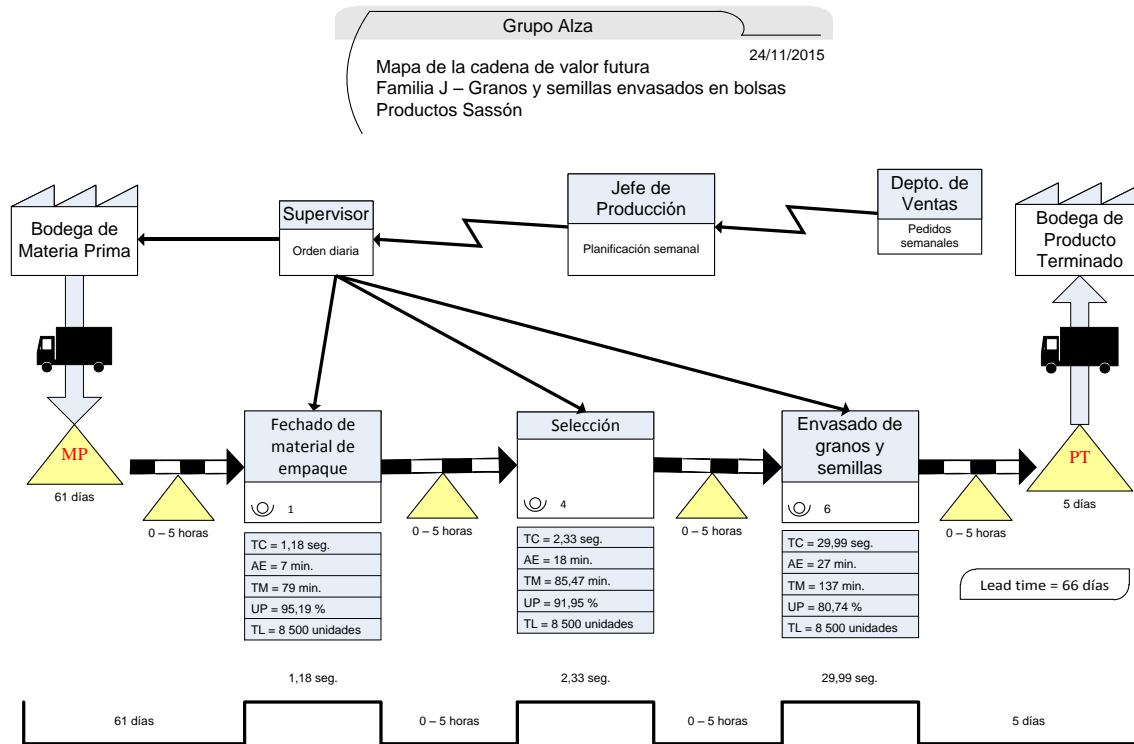 Grupo Alza
24/11/2015
Mapa de la cadena de valor futura
Familia J – Granos y semillas envasados en bolsas
Productos Sassón
Bodega de
Materia Prima
Supervisor
Orden diaria
Jefe de
Producción
Planificación semanal
Depto. de
Ventas
Pedidos
semanales
Bodega de
Producto
Terminado
MP
61 días
0 – 5 horas
Fechado de
material de
empaque
1
TC = 1,18 seg.
AE = 7 min.
TM = 79 min.
UP = 95,19 %
TL = 8 500 unidades
0 – 5 horas
Selección
4
TC = 2,33 seg.
AE = 18 min.
TM = 85,47 min.
UP = 91,95 %
TL = 8 500 unidades
0 – 5 horas
Envasado de
granos y
semillas
6
TC = 29,99 seg.
AE = 27 min.
TM = 137 min.
UP = 80,74 %
TL = 8 500 unidades
0 – 5 horas
PT
5 días
Lead time = 66 días
1,18 seg.
2,33 seg.
29,99 seg.
61 días
0 – 5 horas
0 – 5 horas
5 días